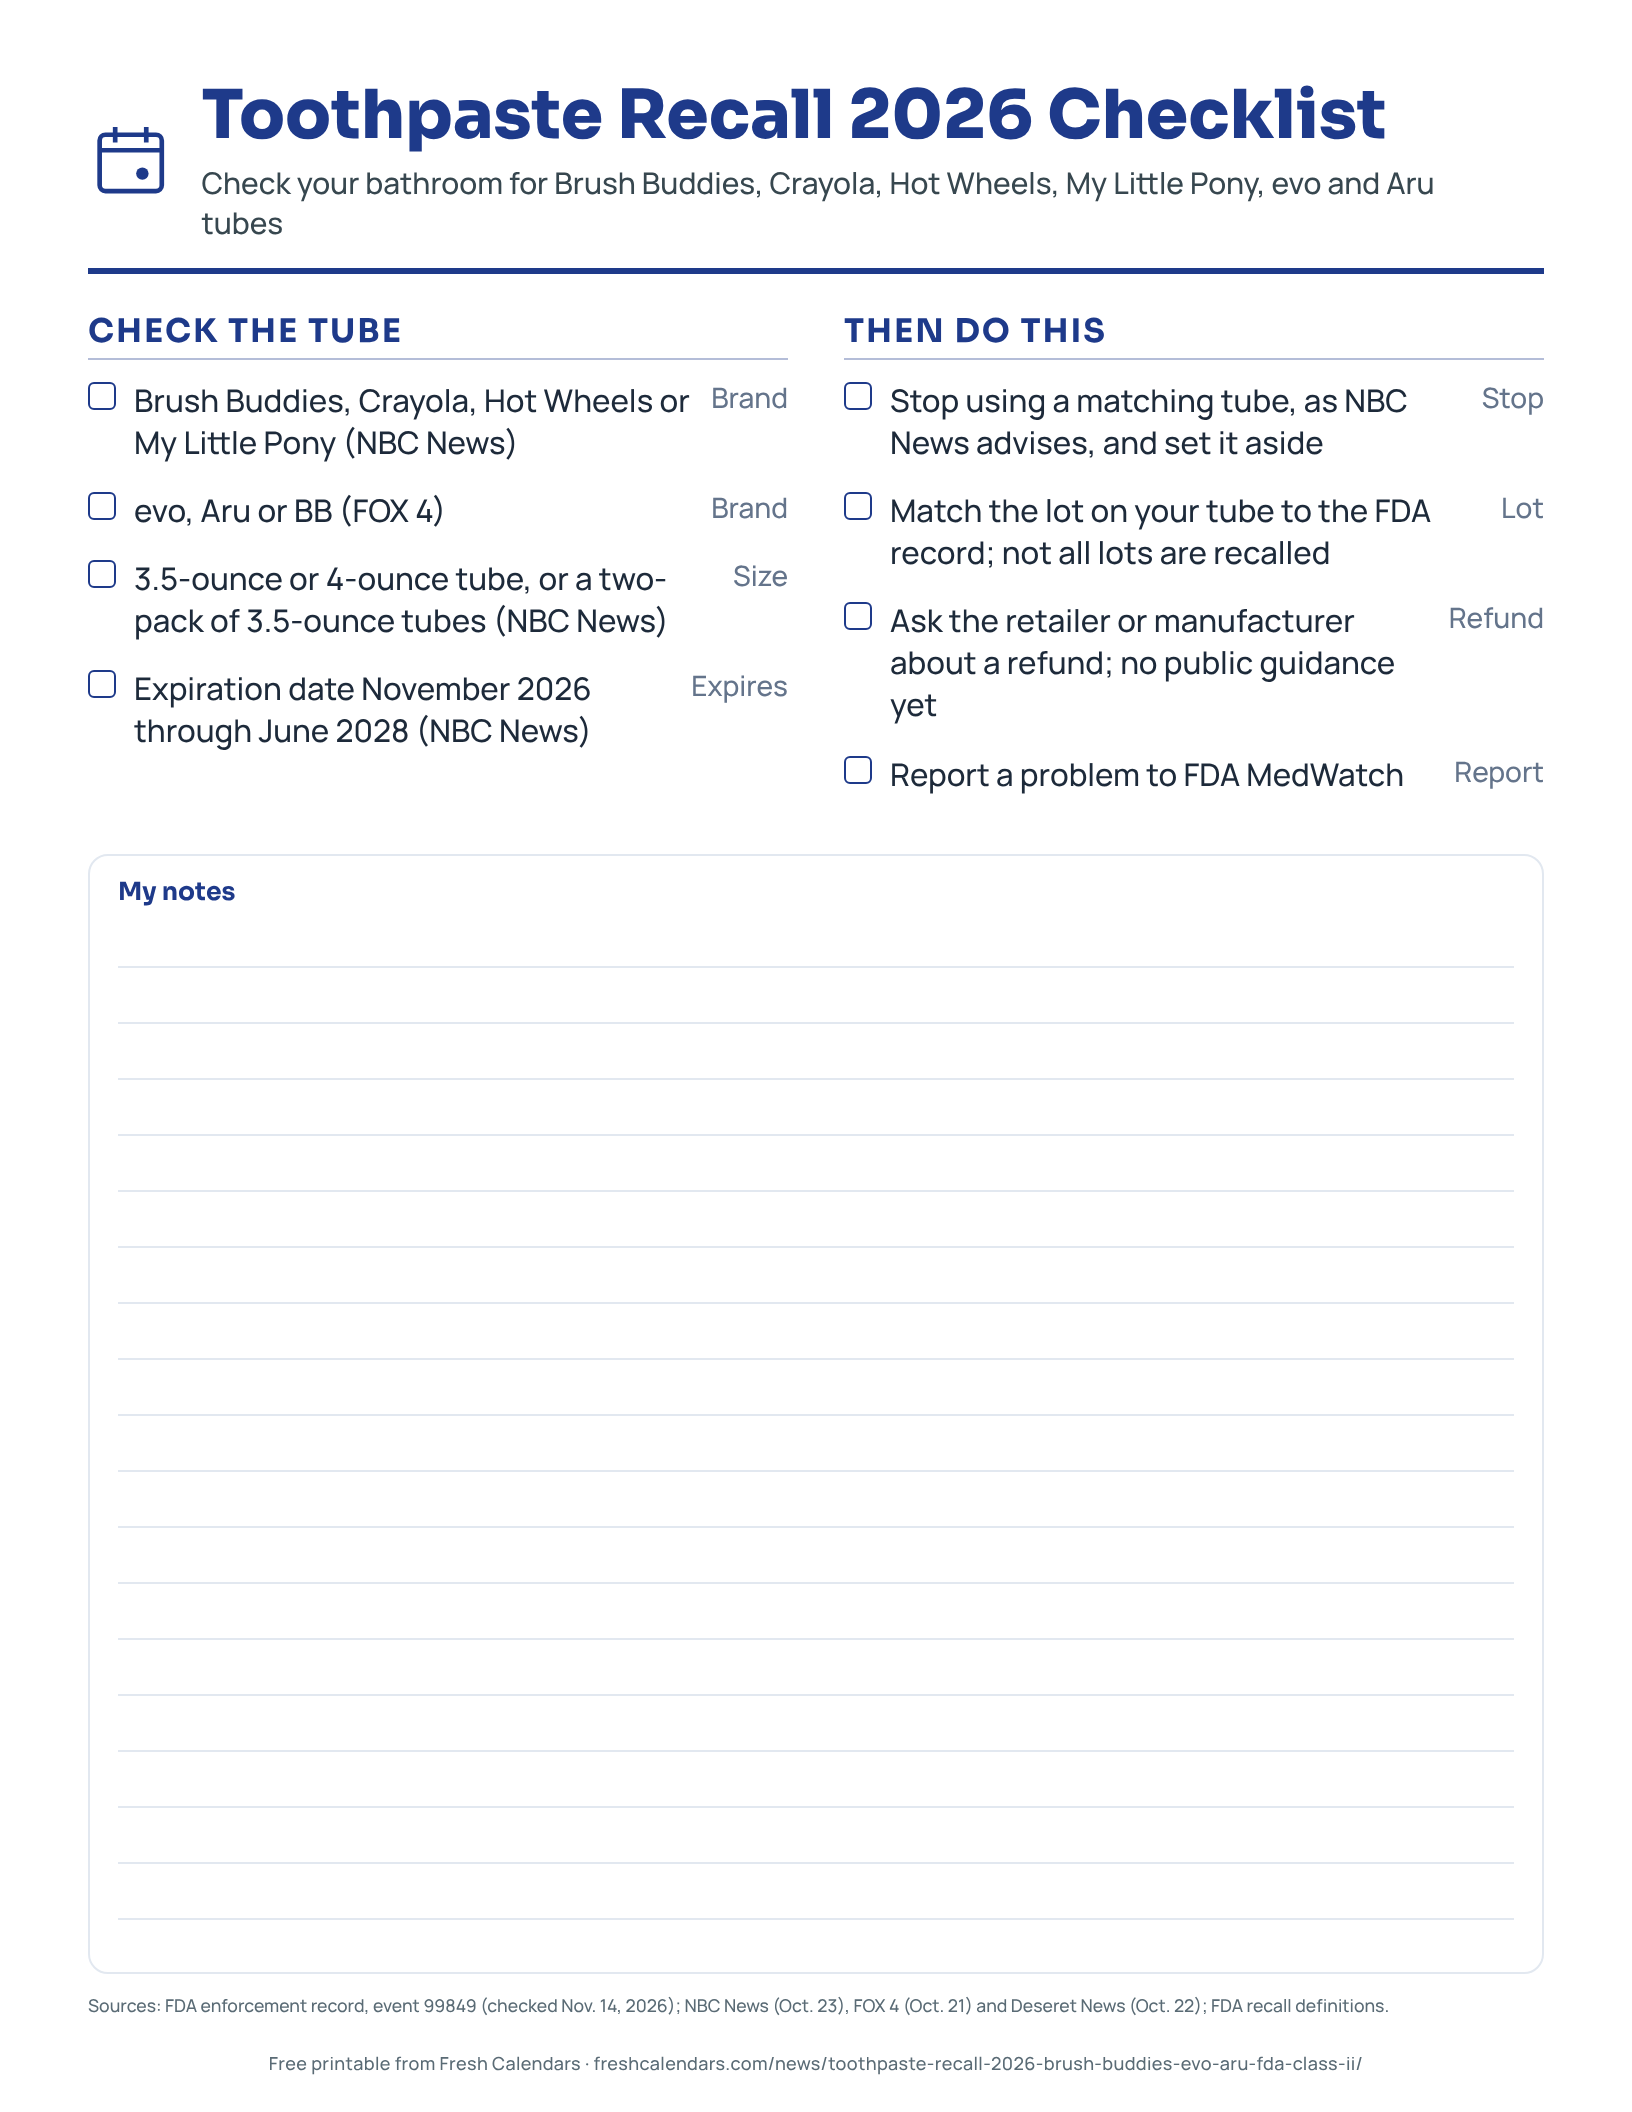 Toothpaste Recall 2026 Checklist
Check your bathroom for Brush Buddies, Crayola, Hot Wheels, My Little Pony, evo and Aru
tubes
CHECK THE TUBE
Brush Buddies, Crayola, Hot Wheels or Brand
My Little Pony (NBC News)
evo, Aru or BB (FOX 4) Brand
3.5-ounce or 4-ounce tube, or a two- Size
pack of 3.5-ounce tubes (NBC News)
Expiration date November 2026 Expires
through June 2028 (NBC News)
THEN DO THIS
Stop using a matching tube, as NBC Stop
News advises, and set it aside
Match the lot on your tube to the FDA Lot
record; not all lots are recalled
Ask the retailer or manufacturer Refund
about a refund; no public guidance
yet
Report a problem to FDA MedWatch Report
My notes
Sources: FDA enforcement record, event 99849 (checked Nov. 14, 2026); NBC News (Oct. 23), FOX 4 (Oct. 21) and Deseret News (Oct. 22); FDA recall definitions.
Free printable from Fresh Calendars · freshcalendars.com/news/toothpaste-recall-2026-brush-buddies-evo-aru-fda-class-ii/